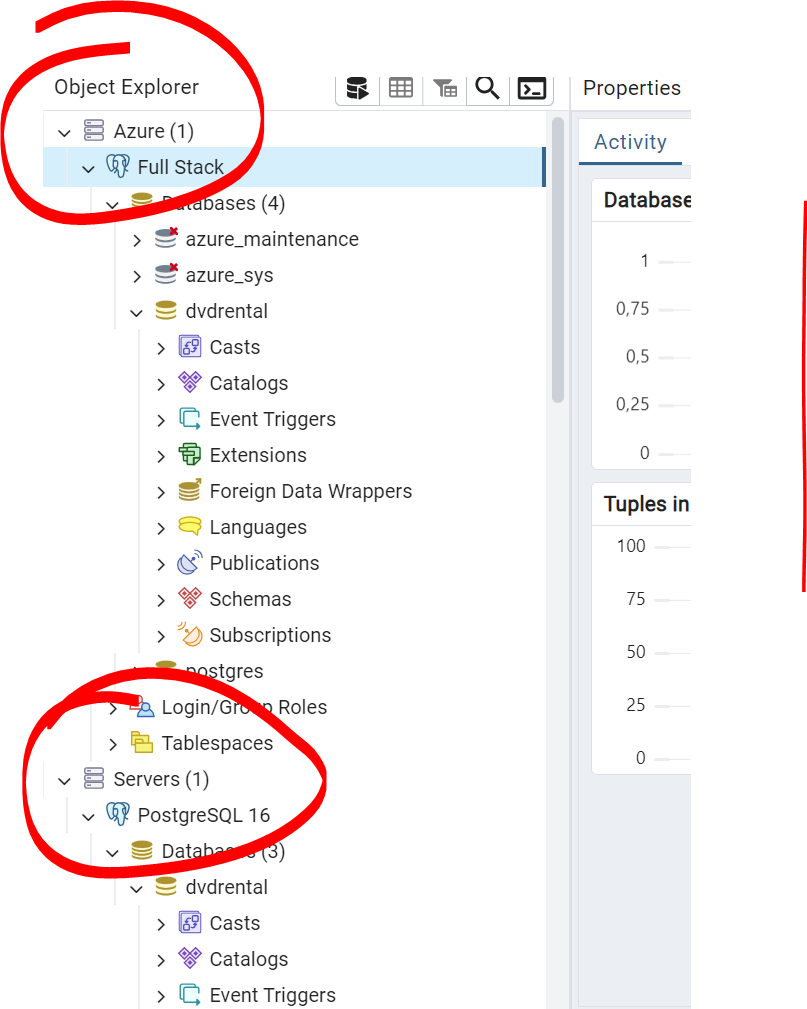 Object Explorer
Properties
Azure (1)
Activity
Full Stack
Databases (4)
azure_maintenance
azure_sys
dvdrental
Casts
Catalogs
Event Triggers
Extensions
Foreign Data Wrappers
Languages
Publications
Schemas
Subscriptions
postgres
Login/Group Roles
Tablespaces
Servers (1)
PostgreSQL 16
Databases (3)
dvdrental
Casts
Catalogs
Event Triggers
Database
1
0,75
0,5
0,25
0
Tuples in
100
75
50
25
0